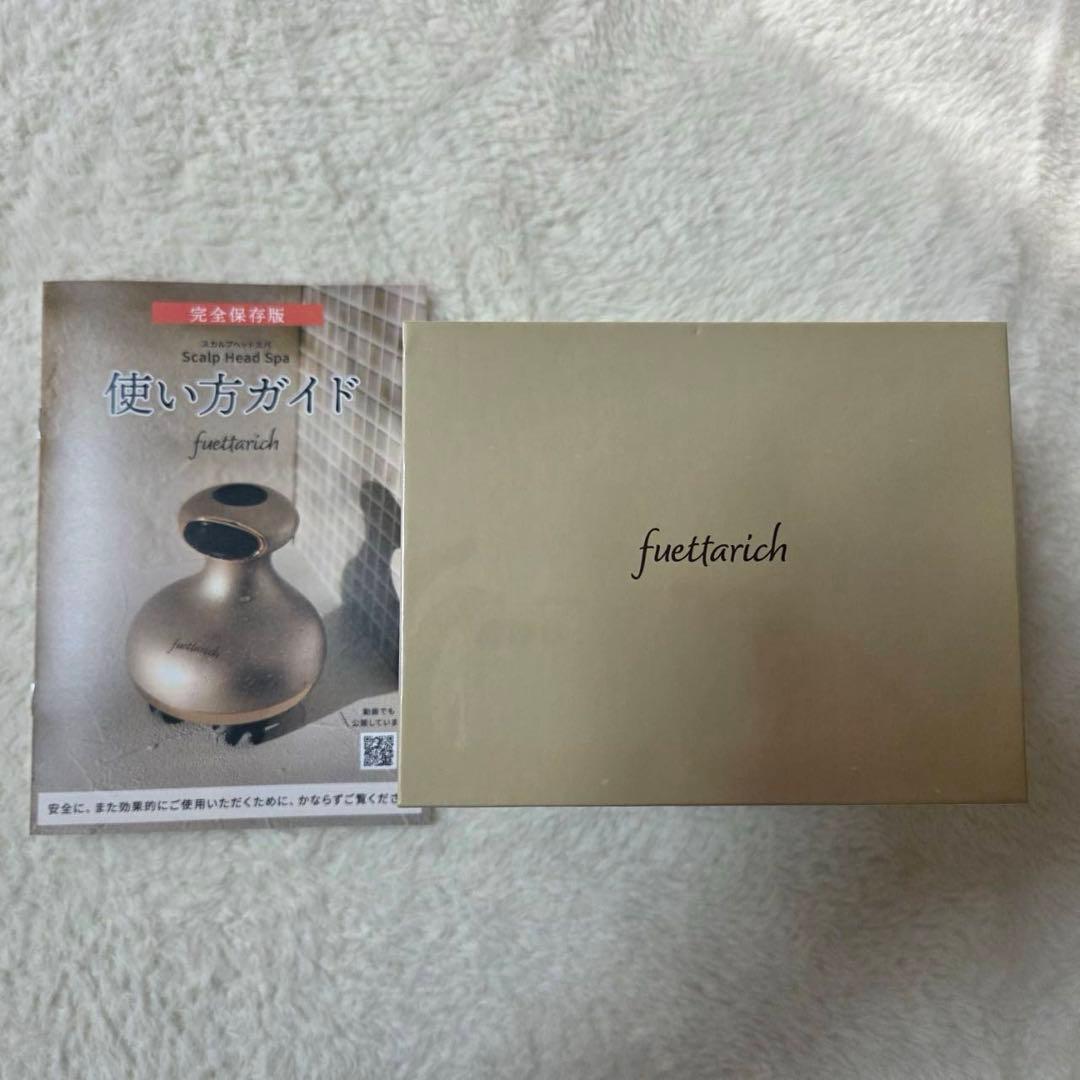 完全保存版
スカルプヘッドスパ
Scalp Head Spa
使い方ガイド
fuettarich
fuettarich
動画でも
公開していま
安全に、また効果的にご使用いただくために、かならずご覧くださ
fuettarich